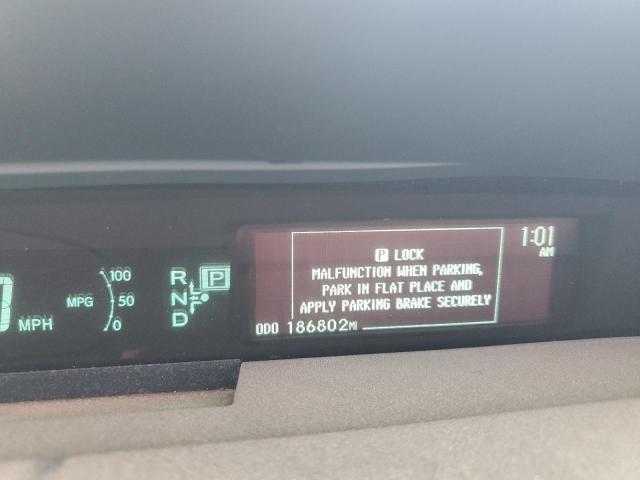 0 MPH
MPG
100
50
0
R
P
N
D
P LOCK
MALFUNCTION WHEN PARKING,
PARK IN FLAT PLACE AND
APPLY PARKING BRAKE SECURELY
ODO 186802MI
1:01
AM